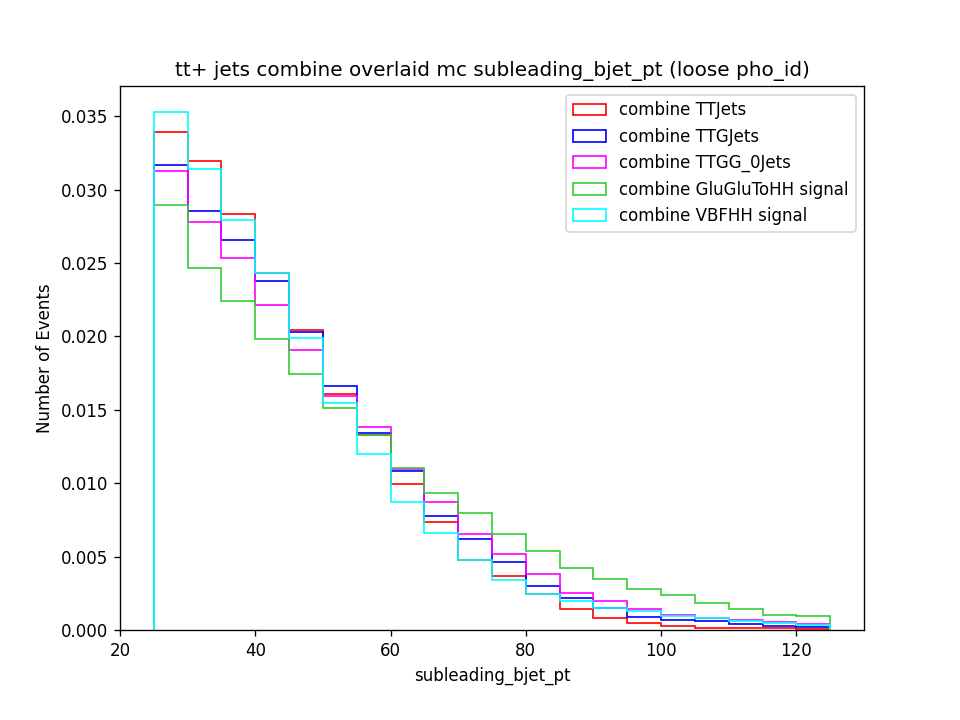 tt+ jets combine overlaid mc subleading_bjet_pt (loose pho_id)
combine TTJets
combine TTGJets
combine TTGG_0Jets
combine GluGluToHH signal
combine VBFHH signal
Number of Events
0.035
0.030
0.025
0.020
0.015
0.010
0.005
0.000
20 40 60 80 100 120
subleading_bjet_pt